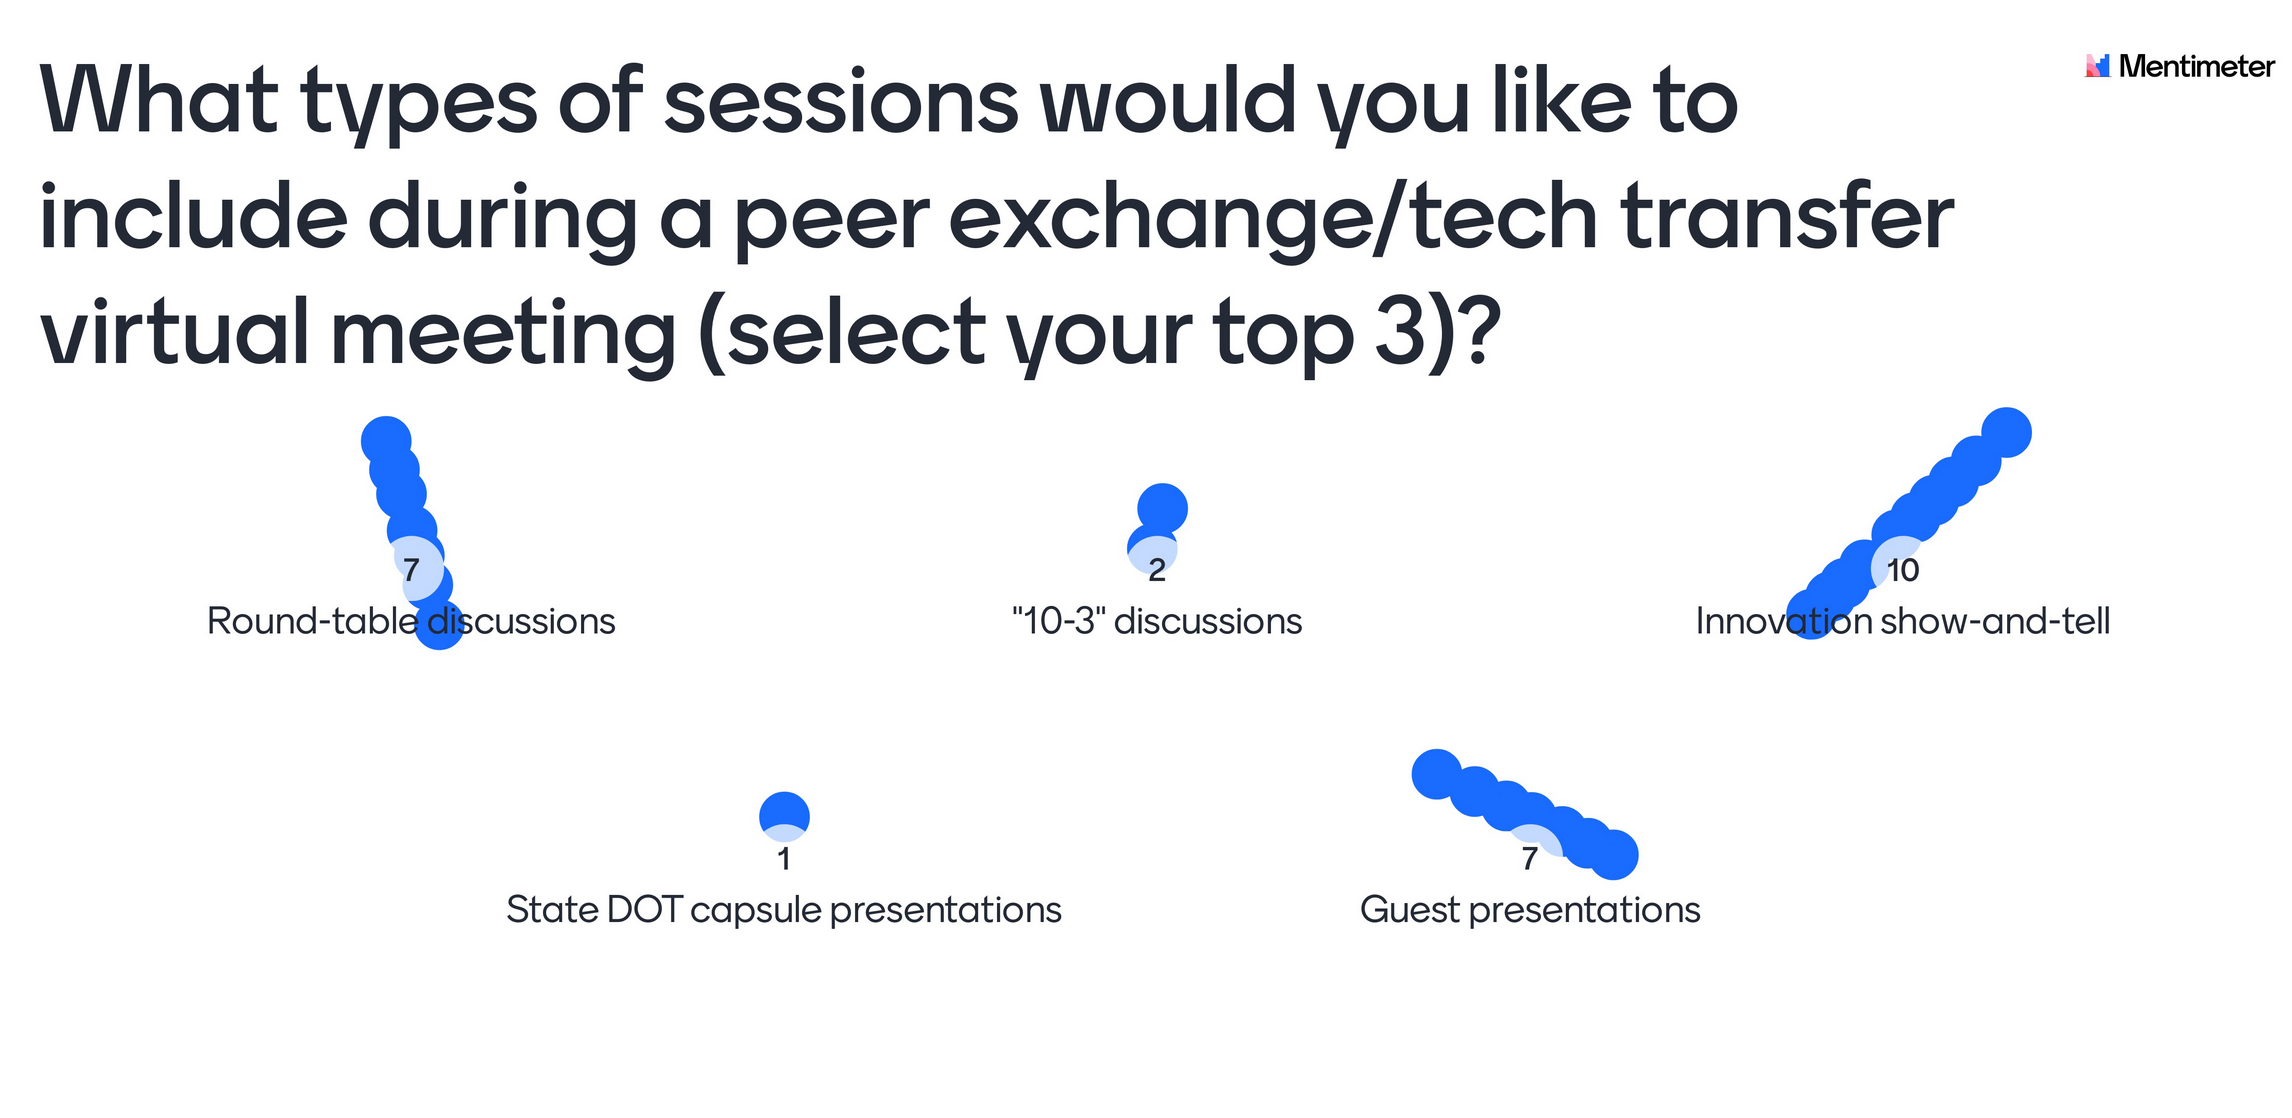 What types of sessions would you like to
include during a peer exchange/tech transfer
virtual meeting (select your top 3)?
Mentimeter
7
Round-table discussions
2
"10-3" discussions
10
Innovation show-and-tell
1
State DOT capsule presentations
7
Guest presentations